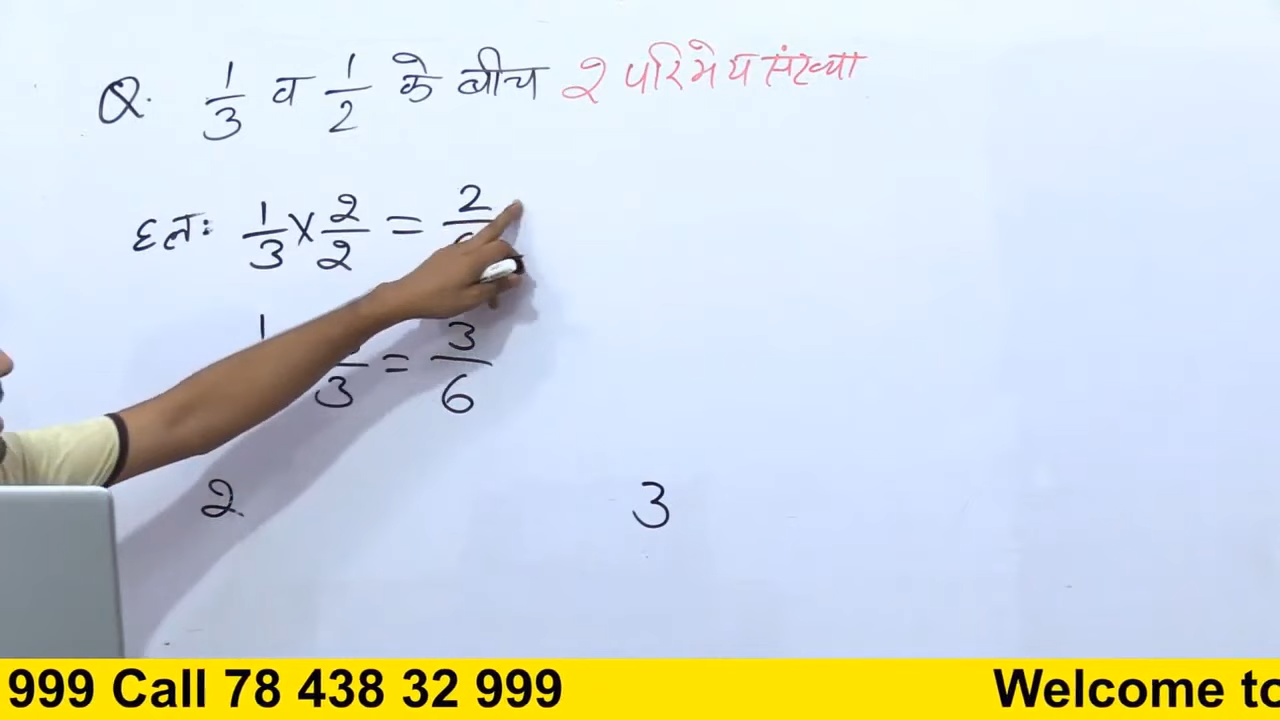 Q. 1/3 व 1/2 के बीच 2 परिमेय संख्या
हल: 1/3 × 2/2 = 2/
1/ /3 = 3/6
2 3
999 Call 78 438 32 999 Welcome to